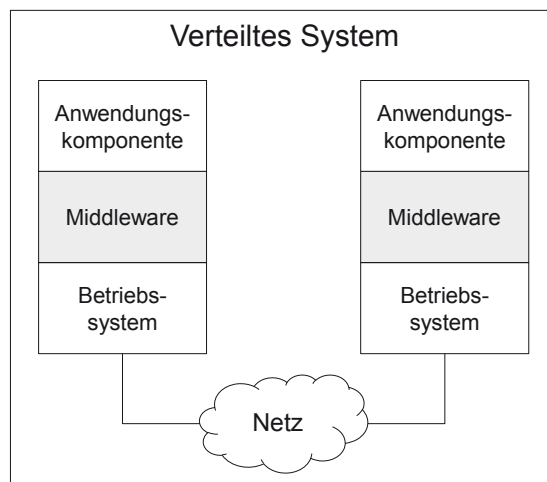 Verteiltes System
Anwendungs-
komponente
Middleware
Betriebs-
system
Anwendungs-
komponente
Middleware
Betriebs-
system
Netz